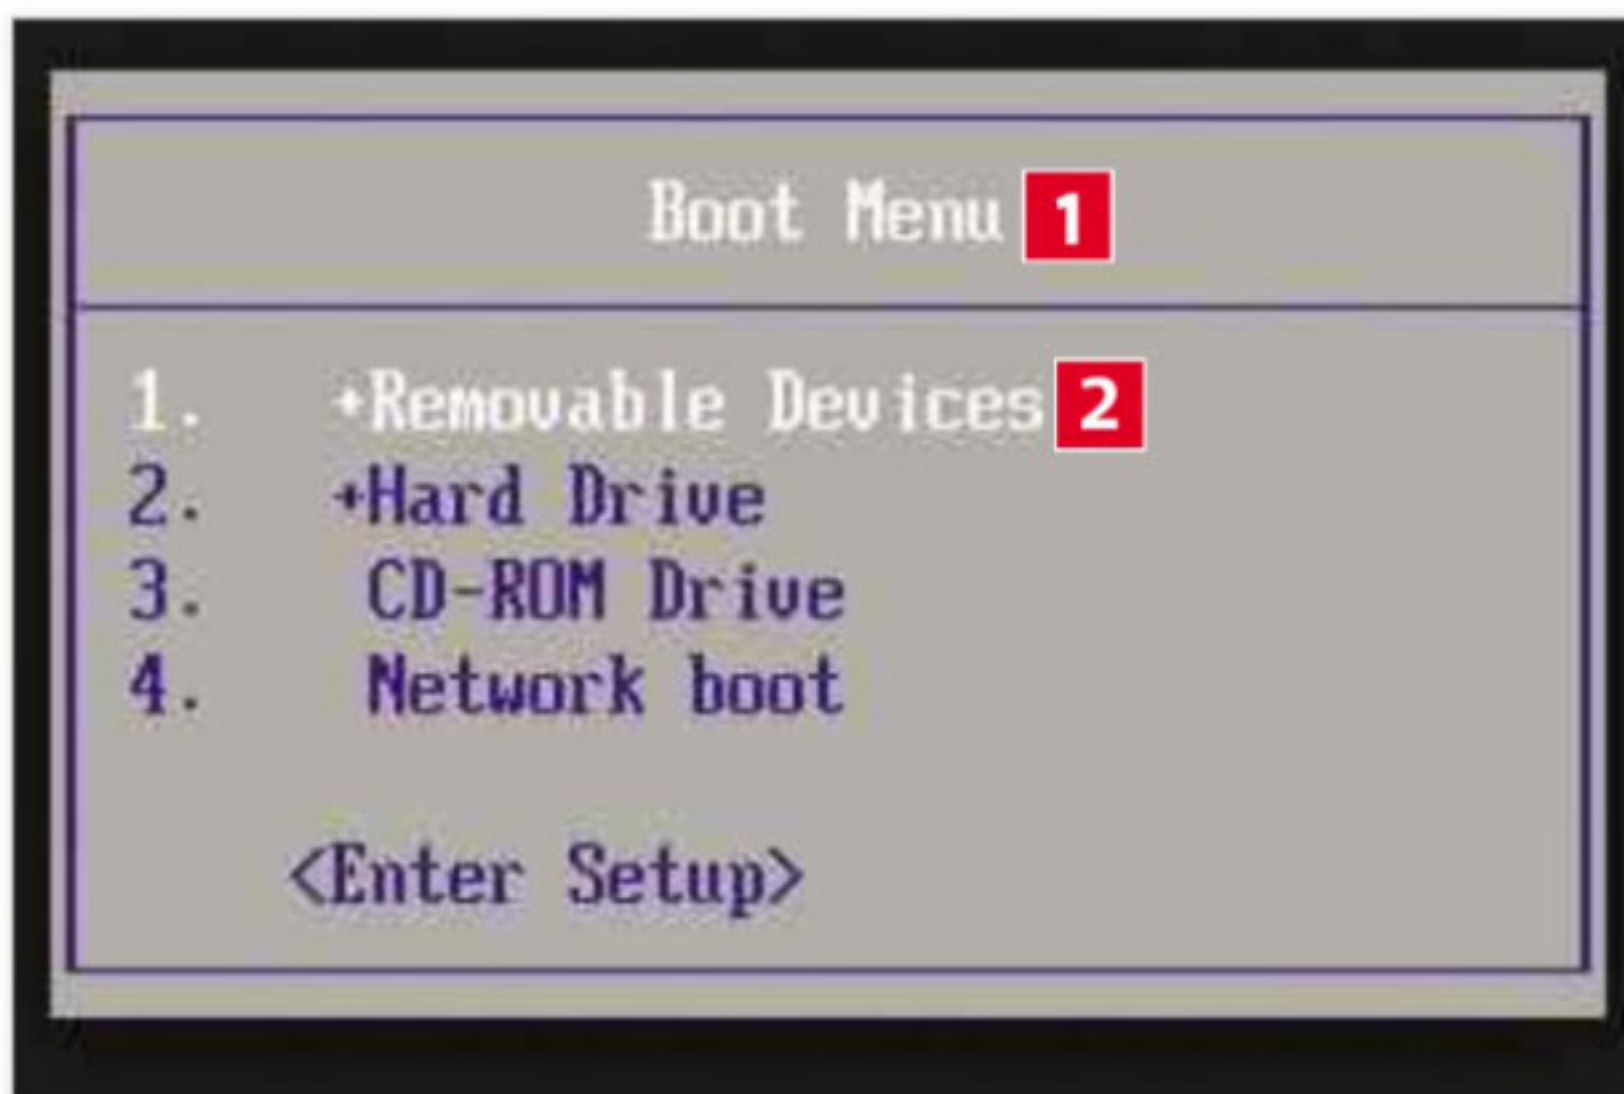 Boot Menu 1
1. +Removable Devices 2
2. +Hard Drive
3. CD-ROM Drive
4. Network boot
<Enter Setup>